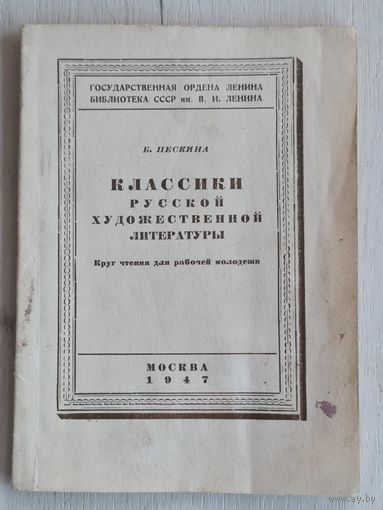 ГОСУДАРСТВЕННАЯ ОРДЕНА ЛЕНИНА
БИБЛИОТЕКА СССР им. В. И. ЛЕНИНА
Б. ПЕСКИНА
КЛАССИКИ
РУССКОЙ
ХУДОЖЕСТВЕННОЙ
ЛИТЕРАТУРЫ
Круг чтения для рабочей молодежи
МОСКВА
1947
www.ay.by